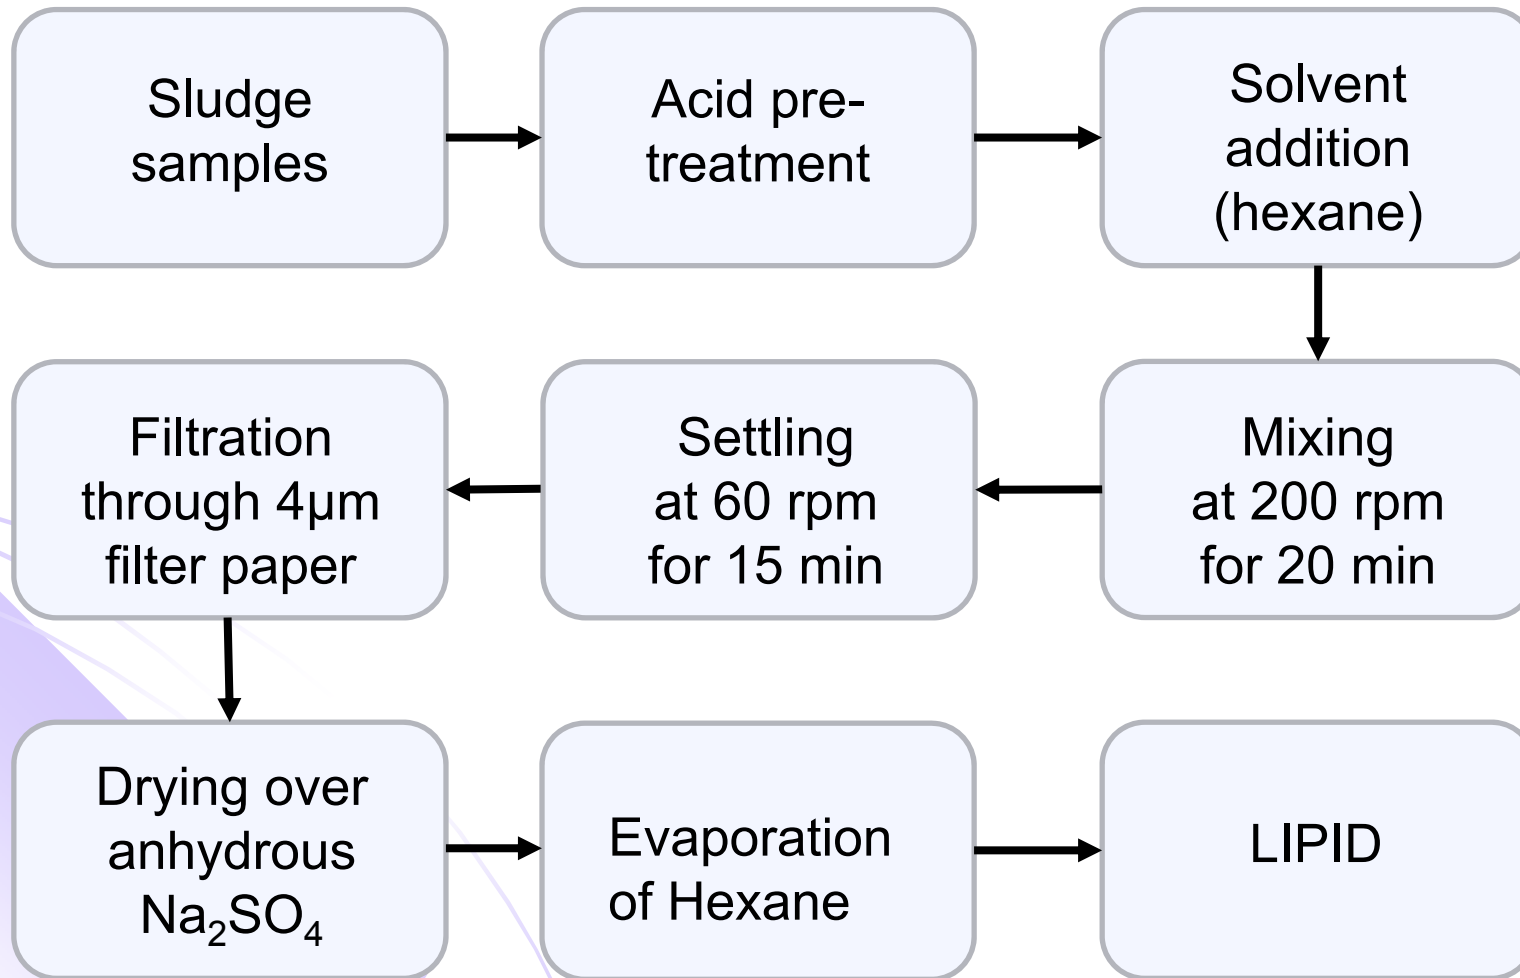 Sludge
samples
Acid pre-
treatment
Solvent
addition
(hexane)
Mixing
at 200 rpm
for 20 min
Settling
at 60 rpm
for 15 min
Filtration
through 4µm
filter paper
Drying over
anhydrous
Na₂SO₄
Evaporation
of Hexane
LIPID